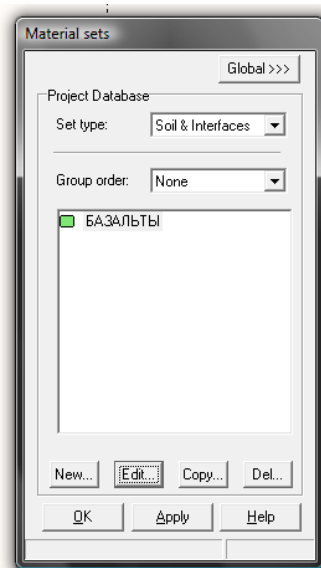 Material sets
Global >>>
Project Database
Set type: Soil & Interfaces
Group order: None
БАЗАЛЬТЫ
New... Edit... Copy... Del...
OK Apply Help